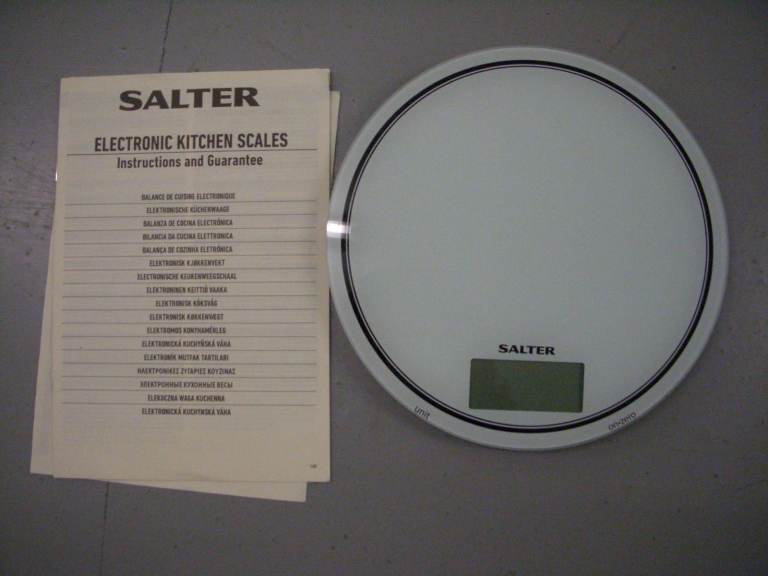 SALTER
ELECTRONIC KITCHEN SCALES
Instructions and Guarantee
BALANCE DE CUISINE ELECTRONIQUE
ELEKTRONISCHE KÜCHENWAAGE
BALANZA DE COCINA ELECTRÓNICA
BILANCIA DA CUCINA ELETTRONICA
BALANÇA DE COZINHA ELETRÓNICA
ELEKTRONISK KJØKKENVEKT
ELECTRONISCHE KEUKENWEEGSCHAAL
ELEKTRONINEN KEITTIÖ VAAKA
ELEKTRONISK KÖKSVÅG
ELEKTRONISK KØKKENVÆGT
ELEKTROMOS KONYHAMÉRLEG
ELEKTRONICKÁ KUCHYŇSKÁ VÁHA
ELEKTRONİK MUTFAK TARTILARI
ΗΛΕΚΤΡΟΝΙΚΕΣ ΖΥΓΑΡΙΕΣ ΚΟΥΖΙΝΑΣ
ЭЛЕКТРОННЫЕ КУХОННЫЕ ВЕСЫ
WAGA KUCHENNA
ELEKTRONICKÁ KUCHYNSKÁ VÁHA
SALTER
unit
on•zero